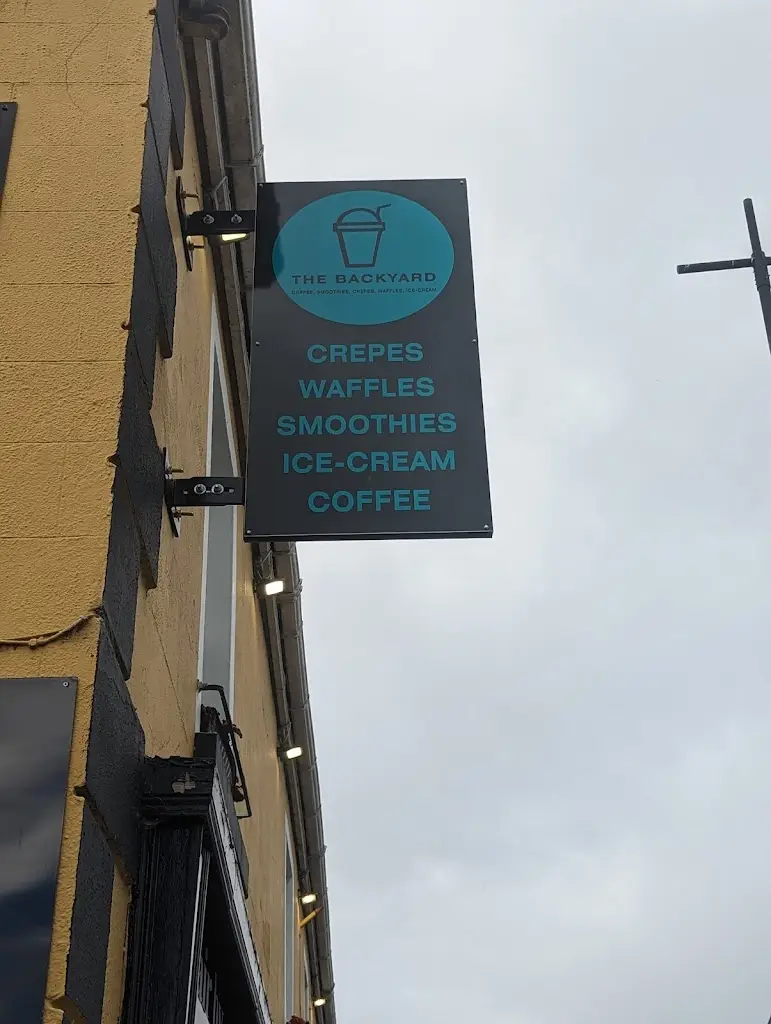 THE BACKYARD
COFFEE, SMOOTHIES, CREPES, WAFFLES, ICE-CREAM
CREPES
WAFFLES
SMOOTHIES
ICE-CREAM
COFFEE